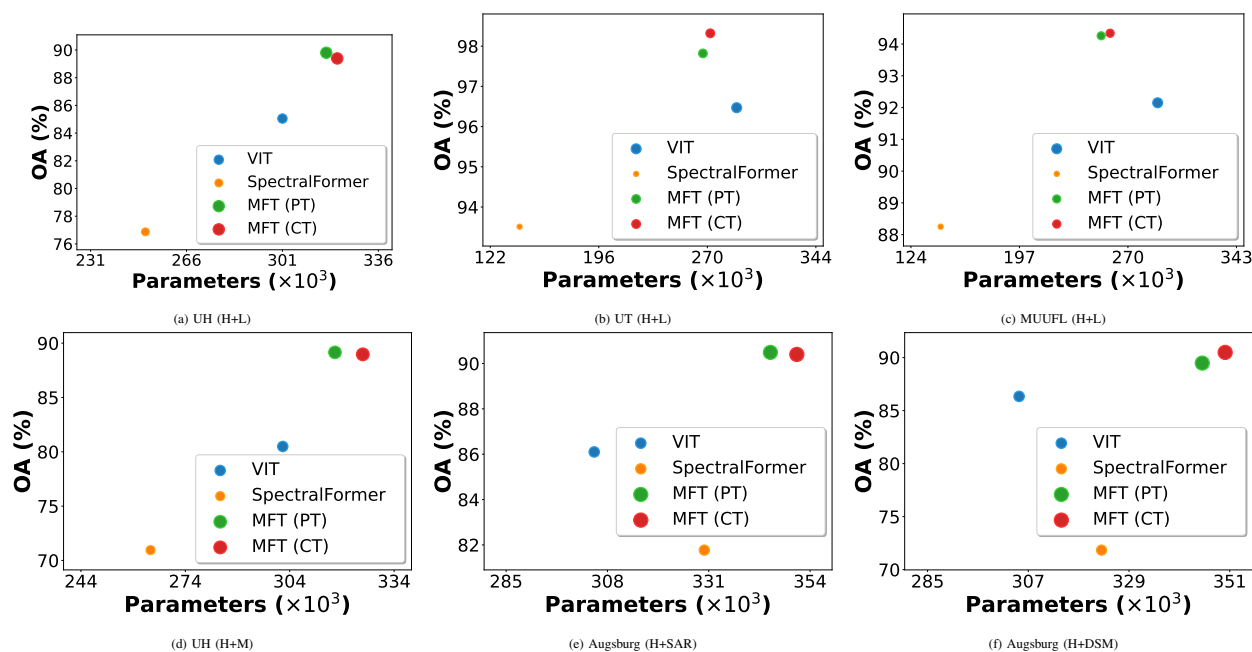 OA (%)
90
88
86
84
82
80
78
76
231 266 301 336
VIT
SpectralFormer
MFT (PT)
MFT (CT)
Parameters (×10³)
(a) UH (H+L)
OA (%)
98
97
96
95
94
122 196 270 344
VIT
SpectralFormer
MFT (PT)
MFT (CT)
Parameters (×10³)
(b) UT (H+L)
OA (%)
94
93
92
91
90
89
88
124 197 270 343
VIT
SpectralFormer
MFT (PT)
MFT (CT)
Parameters (×10³)
(c) MUUFL (H+L)
OA (%)
90
85
80
75
70
244 274 304 334
VIT
SpectralFormer
MFT (PT)
MFT (CT)
Parameters (×10³)
(d) UH (H+M)
OA (%)
90
88
86
84
82
285 308 331 354
VIT
SpectralFormer
MFT (PT)
MFT (CT)
Parameters (×10³)
(e) Augsburg (H+SAR)
OA (%)
90
85
80
75
70
285 307 329 351
VIT
SpectralFormer
MFT (PT)
MFT (CT)
Parameters (×10³)
(f) Augsburg (H+DSM)